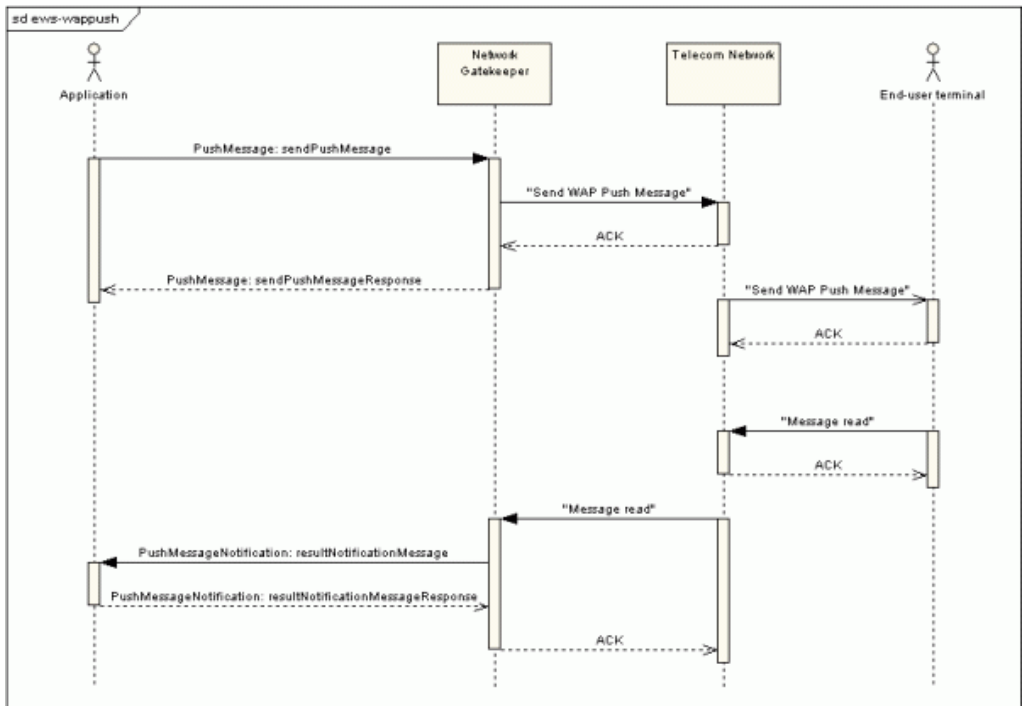 sd ews-wappush
Network
Gatekeeper
Telecom Network
Application
End-user terminal
PushMessage: sendPushMessage
"Send WAP Push Message"
ACK
PushMessage: sendPushMessageResponse
"Send WAP Push Message"
ACK
"Message read"
ACK
"Message read"
PushMessageNotification: resultNotificationMessage
PushMessageNotification: resultNotificationMessageResponse
ACK